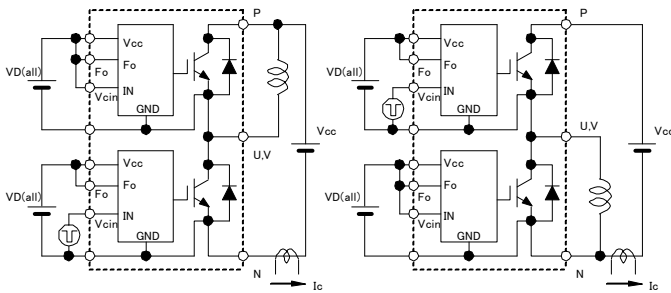 P
Vcc
VD(all)
Fo
IN
Vcin
GND
U,V
Vcc
Vcc
VD(all)
Fo
IN
Vcin
GND
N
Ic
P
Vcc
VD(all)
Fo
IN
Vcin
GND
U,V
Vcc
Vcc
VD(all)
Fo
IN
Vcin
GND
N
Ic